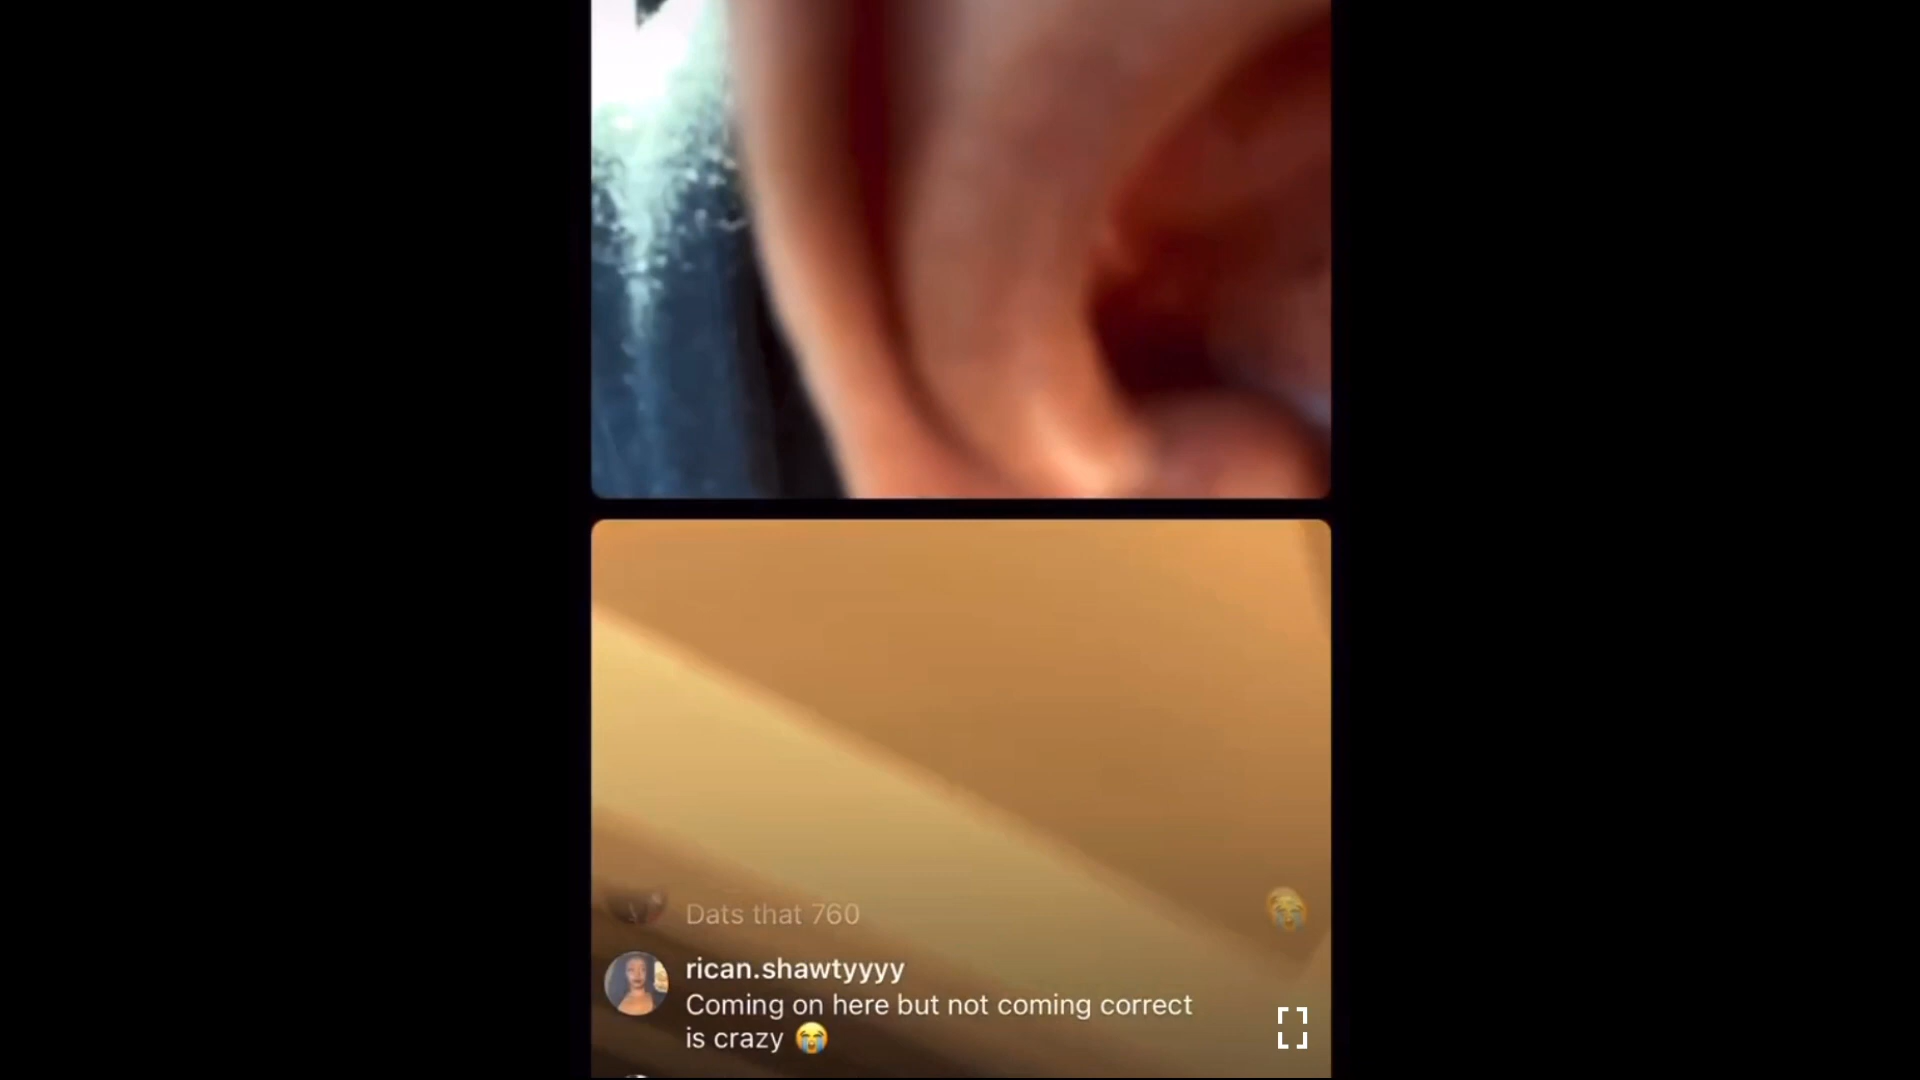 Dats that 760
rican.shawtyyyy
Coming on here but not coming correct
is crazy 😭